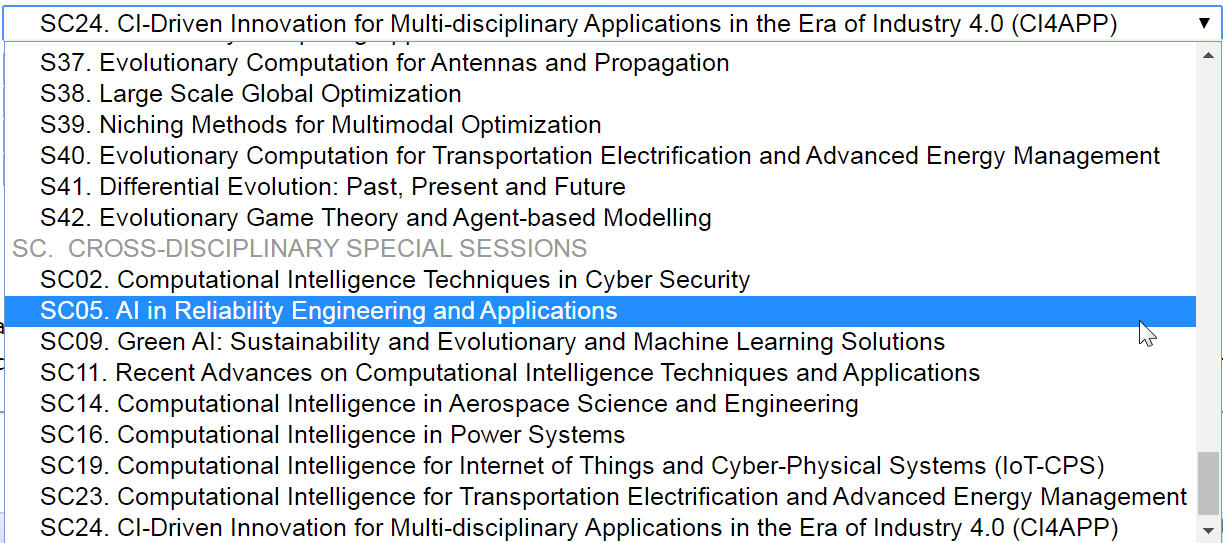 SC24. CI-Driven Innovation for Multi-disciplinary Applications in the Era of Industry 4.0 (CI4APP)
S37. Evolutionary Computation for Antennas and Propagation
S38. Large Scale Global Optimization
S39. Niching Methods for Multimodal Optimization
S40. Evolutionary Computation for Transportation Electrification and Advanced Energy Management
S41. Differential Evolution: Past, Present and Future
S42. Evolutionary Game Theory and Agent-based Modelling
SC. CROSS-DISCIPLINARY SPECIAL SESSIONS
SC02. Computational Intelligence Techniques in Cyber Security
SC05. AI in Reliability Engineering and Applications
SC09. Green AI: Sustainability and Evolutionary and Machine Learning Solutions
SC11. Recent Advances on Computational Intelligence Techniques and Applications
SC14. Computational Intelligence in Aerospace Science and Engineering
SC16. Computational Intelligence in Power Systems
SC19. Computational Intelligence for Internet of Things and Cyber-Physical Systems (IoT-CPS)
SC23. Computational Intelligence for Transportation Electrification and Advanced Energy Management
SC24. CI-Driven Innovation for Multi-disciplinary Applications in the Era of Industry 4.0 (CI4APP)